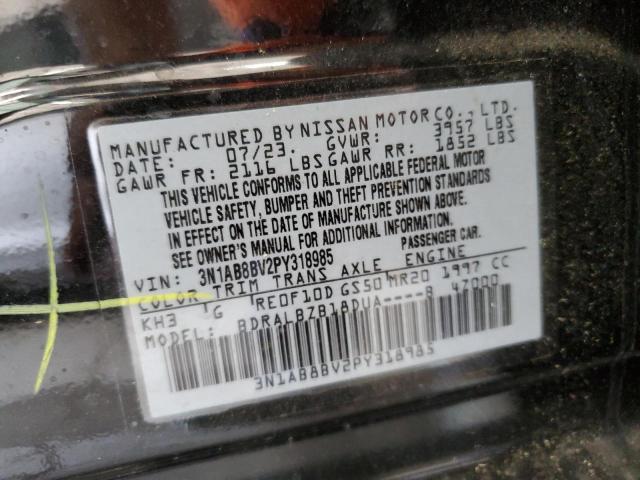 MANUFACTURED BY NISSAN MOTOR CO., LTD.
DATE: 07/23. GVWR: 3957 LBS
GAWR FR: 2116 LBS GAWR RR: 1852 LBS
THIS VEHICLE CONFORMS TO ALL APPLICABLE FEDERAL MOTOR
VEHICLE SAFETY, BUMPER AND THEFT PREVENTION STANDARDS
IN EFFECT ON THE DATE OF MANUFACTURE SHOWN ABOVE.
SEE OWNER'S MANUAL FOR ADDITIONAL INFORMATION.
VIN: 3N1AB8BV2PY318985 PASSENGER CAR.
COLOR TRIM TRANS AXLE ENGINE
KH3 G RE0F10D GS50 MR20 1997 CC
MODEL: BDRALBZB18DUA----B 47000
3N1AB8BV2PY318985